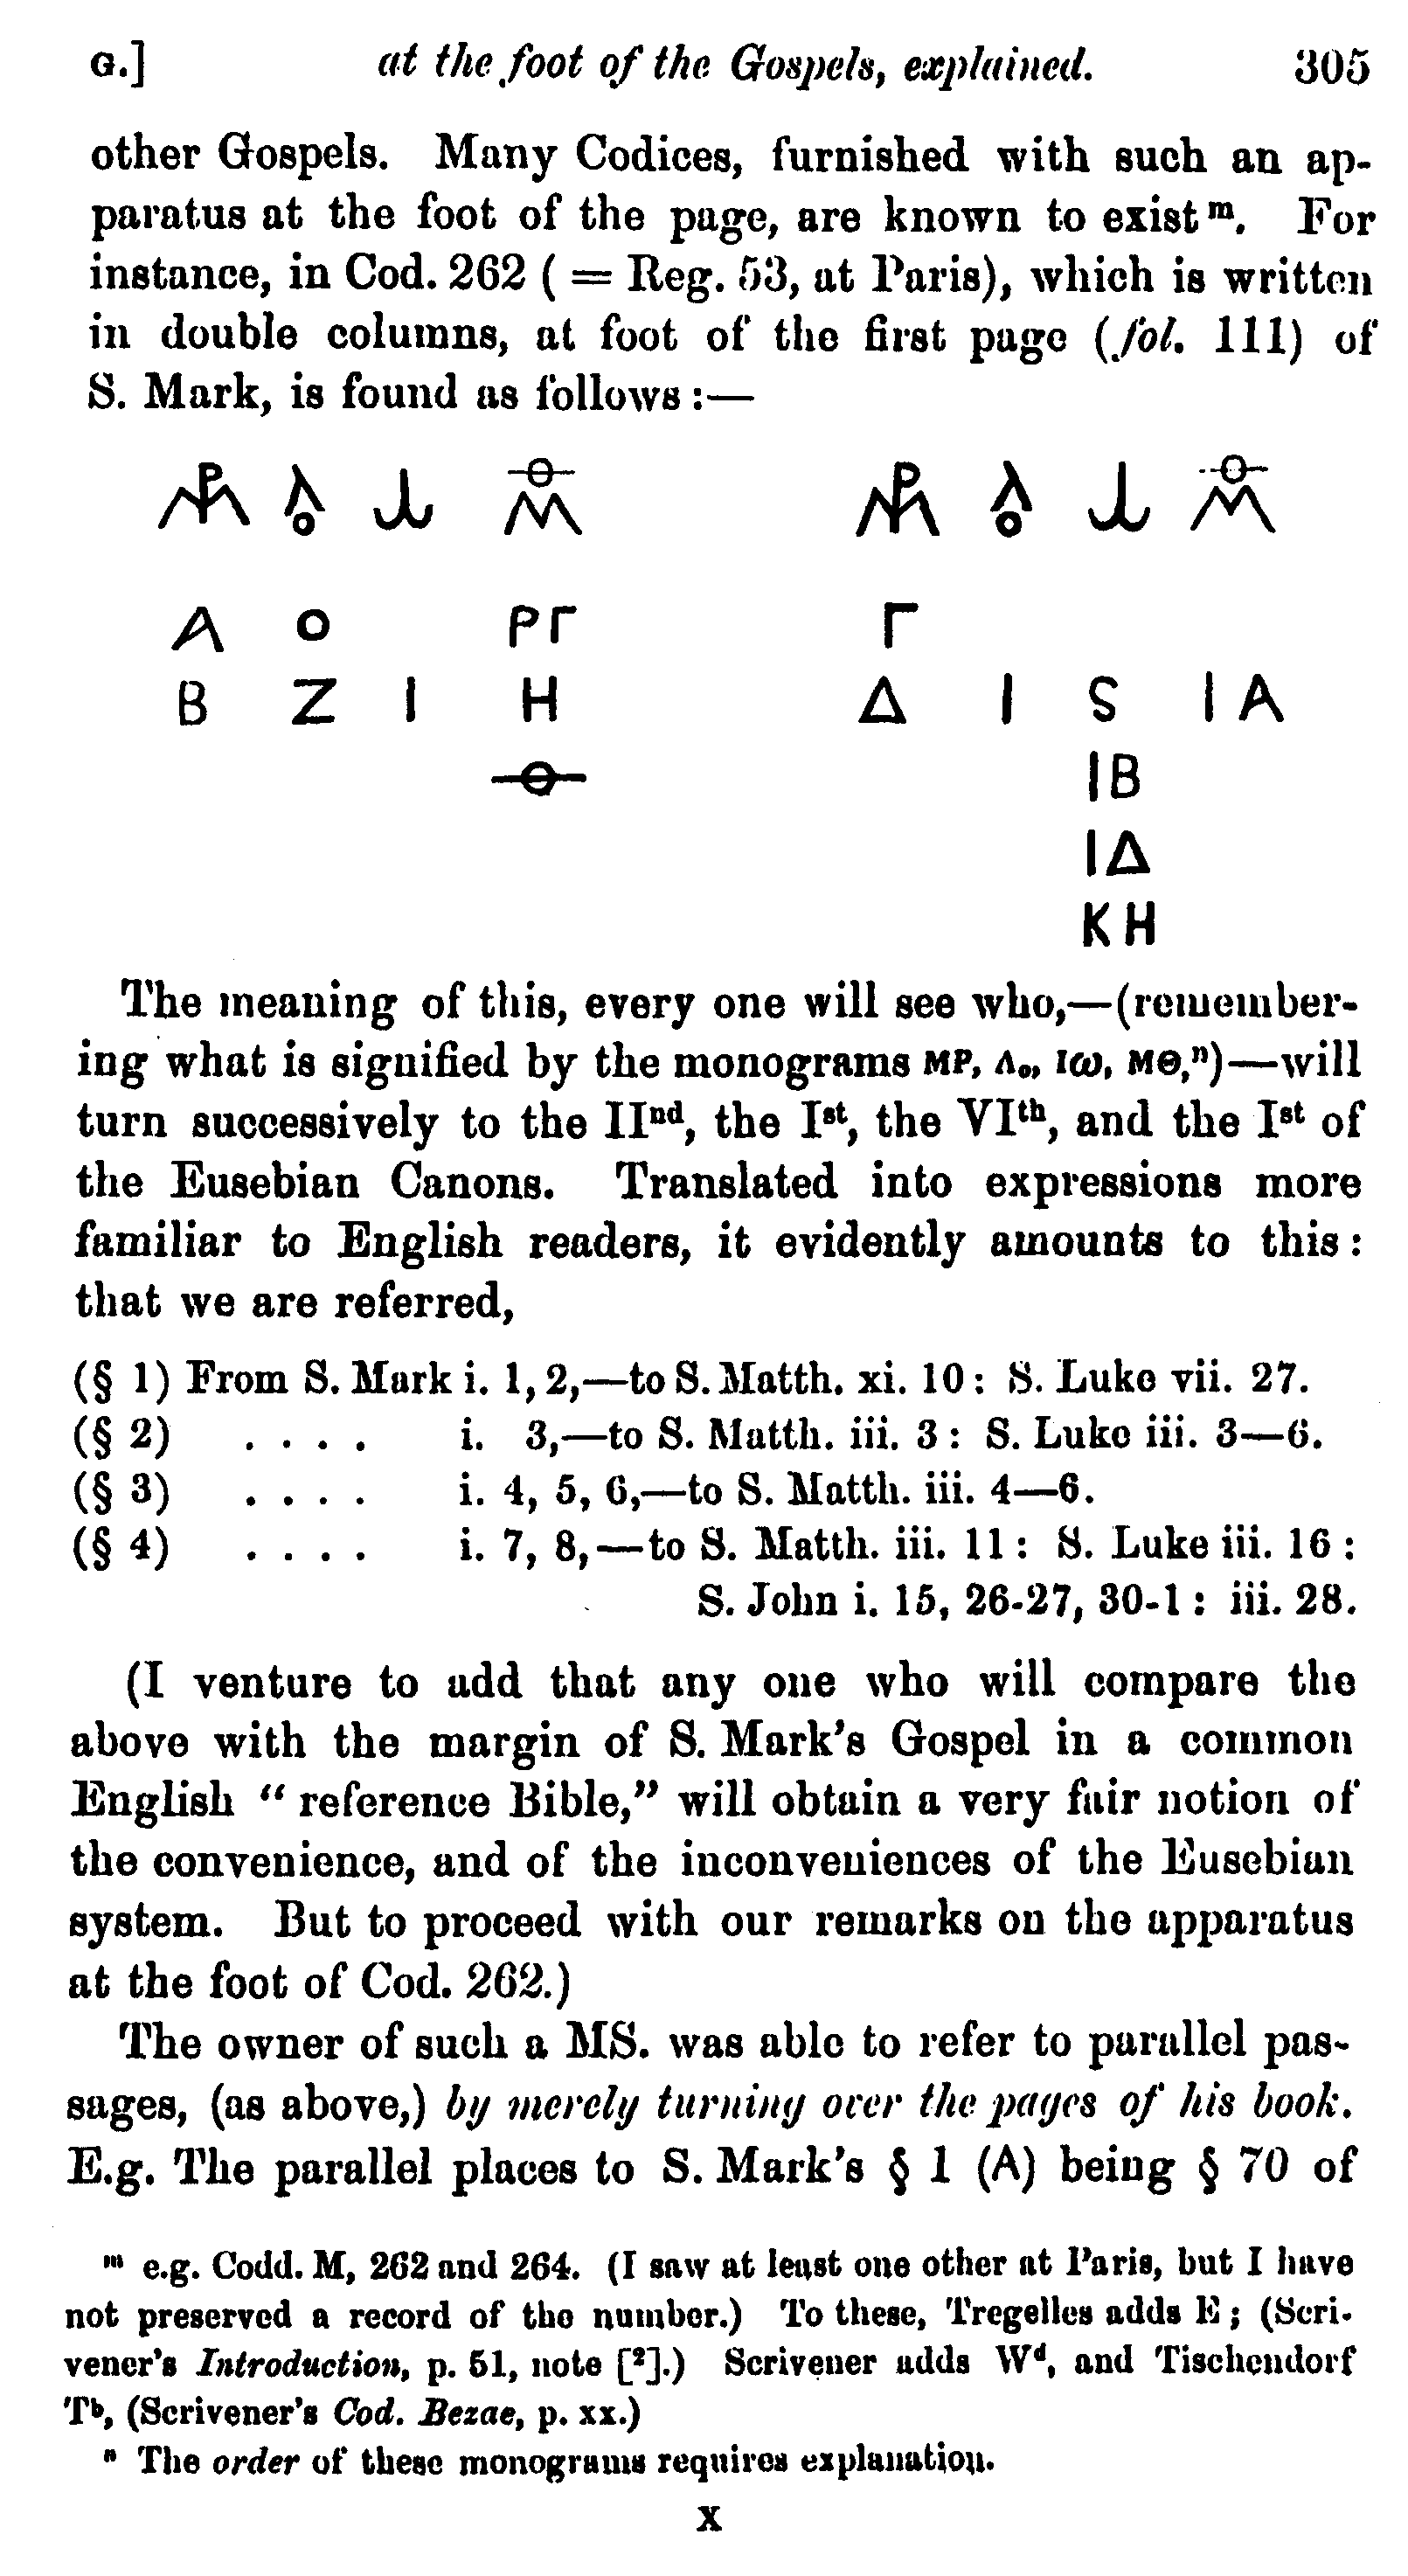 G.] at the foot of the Gospels, explained. 305
other Gospels. Many Codices, furnished with such an ap-
paratus at the foot of the page, are known to exist ᵐ. For
instance, in Cod. 262 ( = Reg. 53, at Paris), which is written
in double columns, at foot of the first page (fol. 111) of
S. Mark, is found as follows :—
ΜΡ Λο Ιω ΜΘ ΜΡ Λο Ιω ΜΘ
Α Ο ΡΓ Γ
Β Ζ Ι Η Δ Ι Ϛ ΙΑ
Θ ΙΒ
ΙΔ
ΚΗ
The meaning of this, every one will see who,—(remember-
ing what is signified by the monograms ΜΡ, Λο, Ιω, ΜΘ,ⁿ)—will
turn successively to the IIⁿᵈ, the Iˢᵗ, the VIᵗʰ, and the Iˢᵗ of
the Eusebian Canons. Translated into expressions more
familiar to English readers, it evidently amounts to this :
that we are referred,
(§ 1) From S. Mark i. 1, 2,—to S. Matth. xi. 10 : S. Luke vii. 27.
(§ 2) . . . . i. 3,—to S. Matth. iii. 3 : S. Luke iii. 3—6.
(§ 3) . . . . i. 4, 5, 6,—to S. Matth. iii. 4—6.
(§ 4) . . . . i. 7, 8,—to S. Matth. iii. 11 : S. Luke iii. 16 :
S. John i. 15, 26-27, 30-1 : iii. 28.
(I venture to add that any one who will compare the
above with the margin of S. Mark's Gospel in a common
English “ reference Bible,” will obtain a very fair notion of
the convenience, and of the inconveniences of the Eusebian
system. But to proceed with our remarks on the apparatus
at the foot of Cod. 262.)
The owner of such a MS. was able to refer to parallel pas-
sages, (as above,) by merely turning over the pages of his book.
E.g. The parallel places to S. Mark's § 1 (Α) being § 70 of
ᵐ e.g. Codd. M, 262 and 264. (I saw at least one other at Paris, but I have
not preserved a record of the number.) To these, Tregelles adds E ; (Scri-
vener's Introduction, p. 51, note [²].) Scrivener adds Wᵈ, and Tischendorf
Tᵇ, (Scrivener's Cod. Bezae, p. xx.)
ⁿ The order of these monograms requires explanation.
X